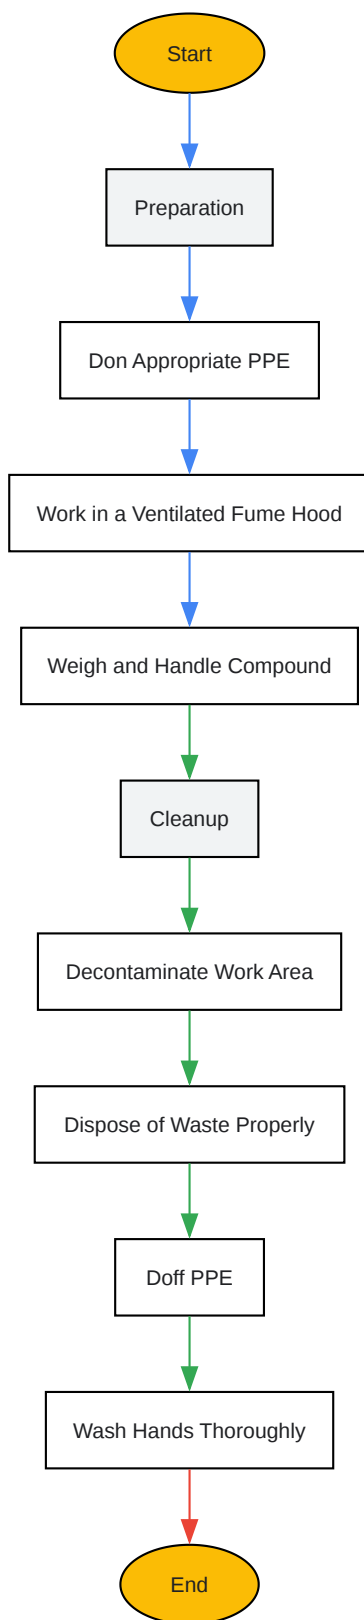 Start
Preparation
Don Appropriate PPE
Work in a Ventilated Fume Hood
Weigh and Handle Compound
Cleanup
Decontaminate Work Area
Dispose of Waste Properly
Doff PPE
Wash Hands Thoroughly
End